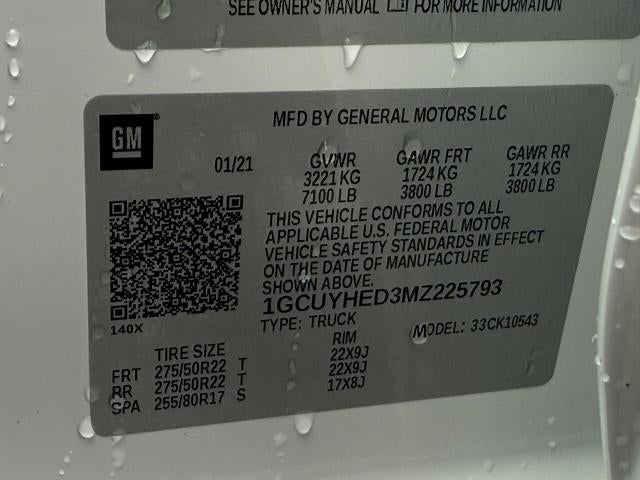 SEE OWNER'S MANUAL FOR MORE INFORMATION
GM
MFD BY GENERAL MOTORS LLC
01/21 GVWR GAWR FRT GAWR RR
3221 KG 1724 KG 1724 KG
7100 LB 3800 LB 3800 LB
THIS VEHICLE CONFORMS TO ALL
APPLICABLE U.S. FEDERAL MOTOR
VEHICLE SAFETY STANDARDS IN EFFECT
ON THE DATE OF MANUFACTURE
SHOWN ABOVE.
1GCUYHED3MZ225793
140X
TYPE: TRUCK MODEL: 33CK10543
TIRE SIZE RIM
FRT 275/50R22 T 22X9J
RR 275/50R22 T 22X9J
SPA 255/80R17 S 17X8J